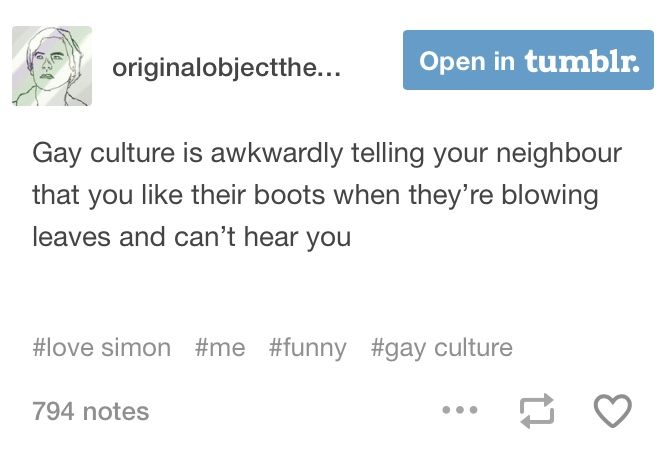 originalobjectthe...
Open in tumblr.
Gay culture is awkwardly telling your neighbour
that you like their boots when they’re blowing
leaves and can’t hear you
#love simon #me #funny #gay culture
794 notes